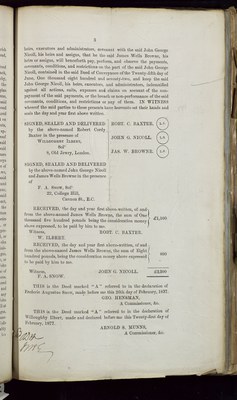 3
heirs, executors and administrators, covenant with the said John George
Nicoll, his heirs and assigns, that he the said James Wells Browne, his
heirs or assigns, will henceforth pay, perform, and observe the payments,
covenants, conditions, and restrictions on the part of the said John George
Nicoll, contained in the said Deed of Conveyance of the Twenty-fifth day of
June, One thousand eight hundred and seventy-two, and keep the said
John George Nicoll, his heirs, executors, and administrators, indemnified
against all actions, suits, expenses and claims on account of the non-
payment of the said payments, or the breach or non-performance of the said
covenants, conditions, and restrictions or any of them. IN WITNESS
whereof the said parties to these presents have hereunto set their hands and
seals the day and year first above written.
SIGNED, SEALED AND DELIVERED
by the above-named Robert Cordy
Baxter in the presence of
WILLOUGHBY
Solr
9, Old Jewry, London.
ROBT. C. BAXTER. L.S.
JOHN G. NICOLL. L.S.
JAS. W. BROWNE. L.S.
SIGNED, SEALED AND DELIVERED
by the above-named John George Nicoll
and James Wells Browne in the presence
of
F. A. SNOW, Solr
22, College Hill,
Cannon St., E.C.
RECEIVED, the day and year first above-written, of and
from the above-named James Wells Browne, the sum of One
thousand five hundred pounds, being the consideration money
above expressed, to be paid by him to me.
£1,500
Witness, ROBT. C. BAXTER.
W.
RECEIVED, the day and year first above-written, of and
from the above-named James Wells Browne, the sum of Eight
hundred pounds, being the consideration money above expressed
to be paid by him to me.
800
Witness, JOHN G. NICOLL. £2,300
F. A. SNOW.
THIS is the Deed marked "A" referred to in the declaration of
Frederic Augustus Snow, made before me this 20th day of February, 1877.
GEO. HENSMAN,
A Commissioner, &c.
THIS is the Deed marked "A" referred to in the declaration of
Willoughby made and declared before me this Twenty-first day of
February, 1877.
ARNOLD S.
A Commissioner, &c.